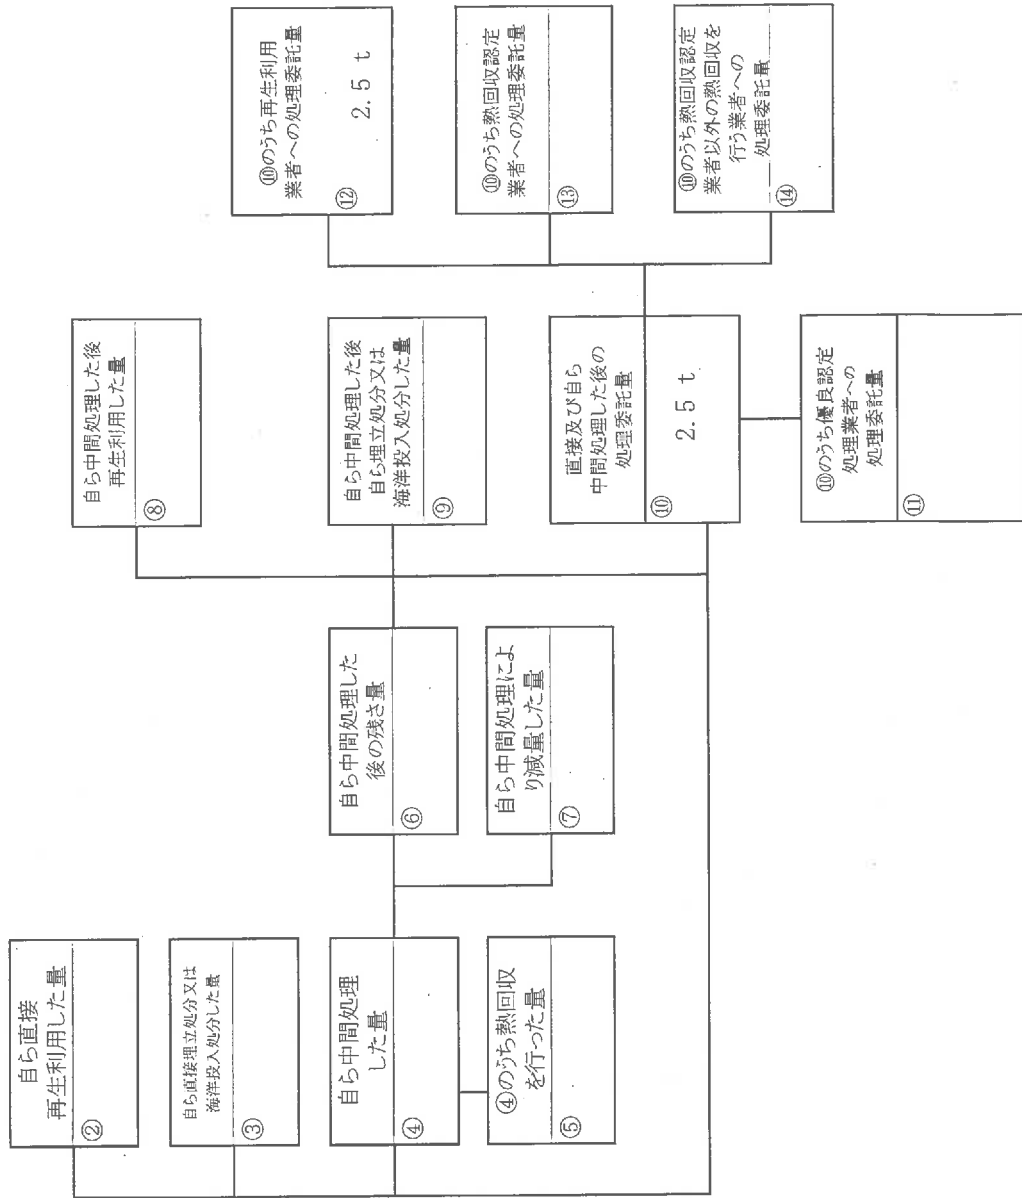 自ら直接
再生利用した量
②
自ら直接埋立処分又は
海洋投入処分した量
③
自ら中間処理
した量
④
④のうち熱回収
を行った量
⑤
自ら中間処理した
後の残さ量
⑥
自ら中間処理によ
り減量した量
⑦
自ら中間処理した後
再生利用した量
⑧
自ら中間処理した後
自ら埋立処分又は
海洋投入処分した量
⑨
直接及び自ら
中間処理した後の
処理委託量
⑩
2.5 t
⑩のうち優良認定
処理業者への
処理委託量
⑪
⑩のうち再生利用
業者への処理委託量
⑫
2.5 t
⑩のうち熱回収認定
業者への処理委託量
⑬
⑩のうち熱回収認定
業者以外の熱回収を
行う業者への
処理委託量
⑭